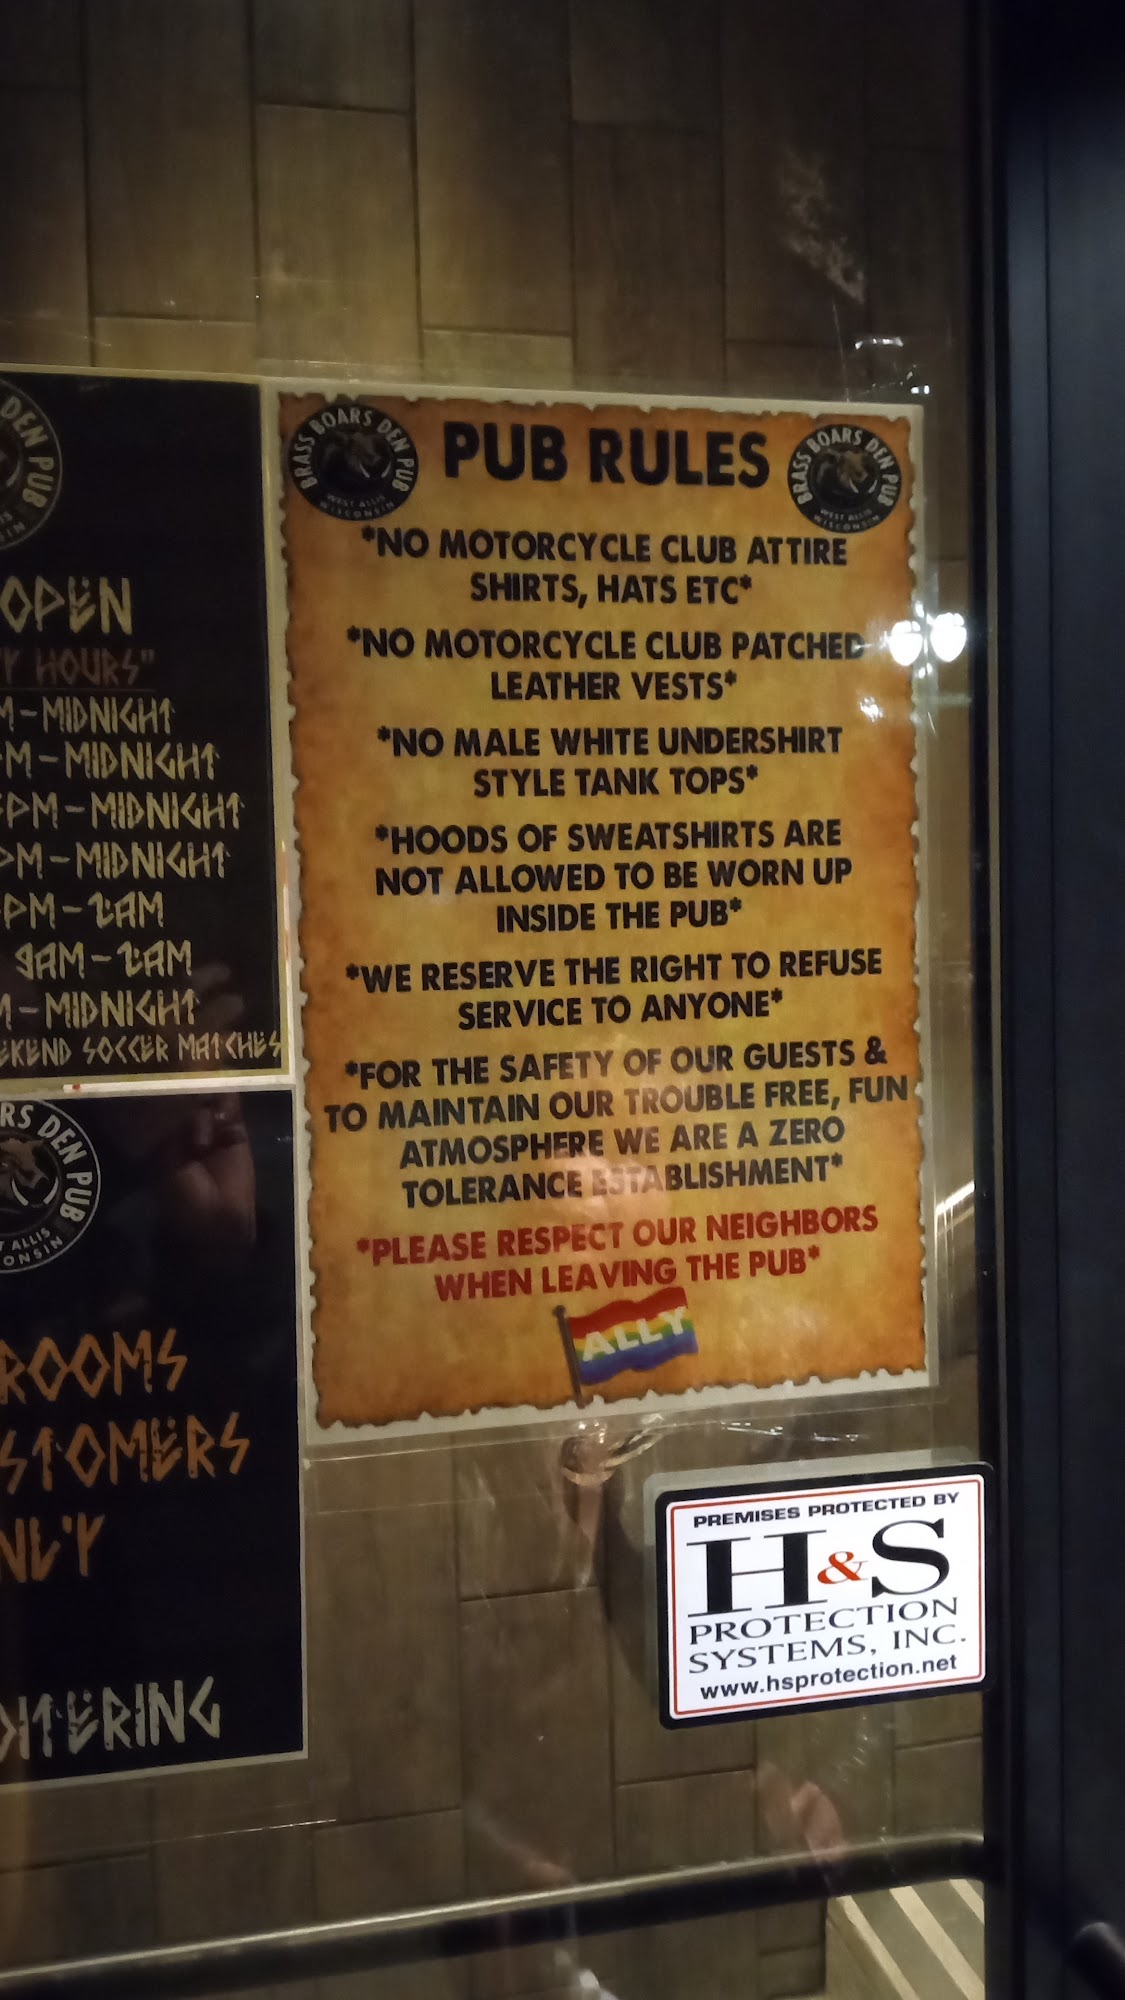 DEN PUB
OPEN
HOURS"
M-MIDNIGHT
M-MIDNIGHT
PM-MIDNIGHT
PM-MIDNIGHT
PM-2AM
9AM-2AM
M-MIDNIGHT
SOCCER MATCHES
BRASS BOARS DEN PUB
WEST ALLIS
WISCONSIN
PUB RULES
BRASS BOARS DEN PUB
WEST ALLIS
WISCONSIN
*NO MOTORCYCLE CLUB ATTIRE
SHIRTS, HATS ETC*
*NO MOTORCYCLE CLUB PATCHED
LEATHER VESTS*
*NO MALE WHITE UNDERSHIRT
STYLE TANK TOPS*
*HOODS OF SWEATSHIRTS ARE
NOT ALLOWED TO BE WORN UP
INSIDE THE PUB*
*WE RESERVE THE RIGHT TO REFUSE
SERVICE TO ANYONE*
*FOR THE SAFETY OF OUR GUESTS &
TO MAINTAIN OUR TROUBLE FREE, FUN
ATMOSPHERE WE ARE A ZERO
TOLERANCE ESTABLISHMENT*
*PLEASE RESPECT OUR NEIGHBORS
WHEN LEAVING THE PUB*
ALLY
DEN PUB
ALLIS
ROOMS
STOMERS
NLY
ITERING
PREMISES PROTECTED BY
H&S
PROTECTION
SYSTEMS, INC.
www.hsprotection.net